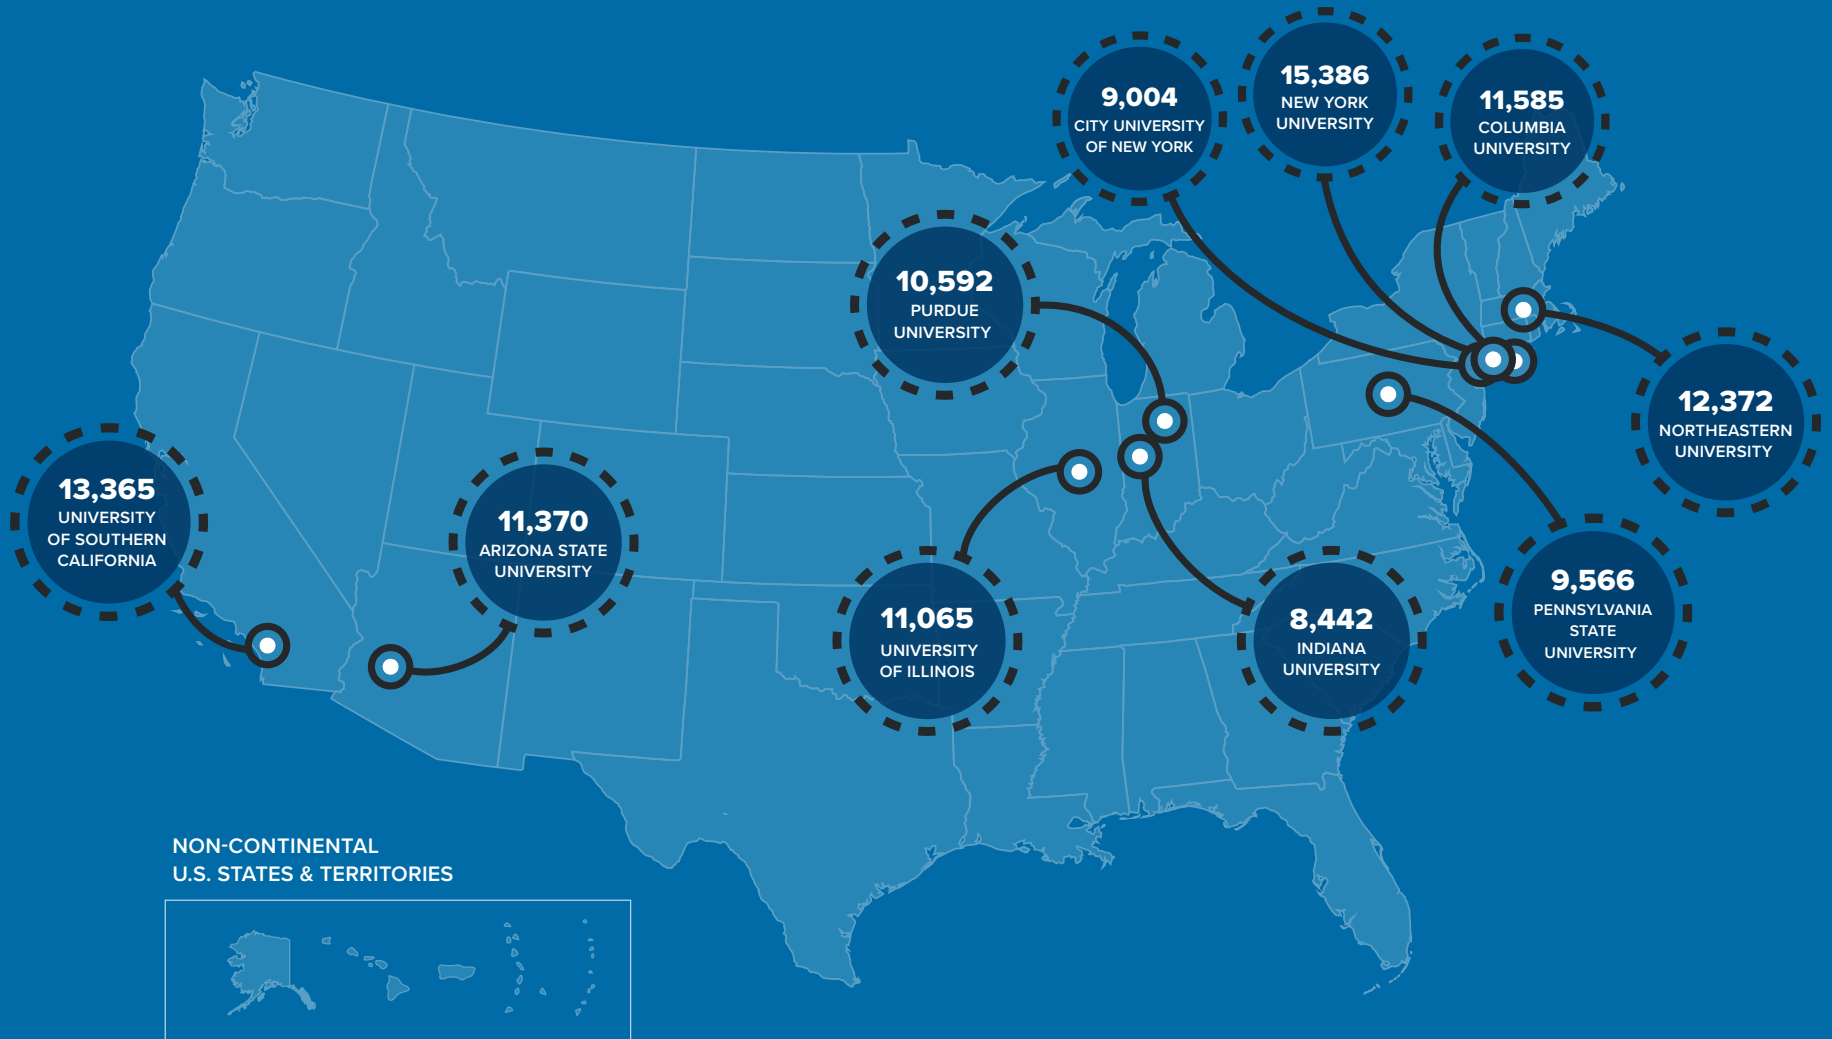 9,004
CITY UNIVERSITY
OF NEW YORK
15,386
NEW YORK
UNIVERSITY
11,585
COLUMBIA
UNIVERSITY
10,592
PURDUE
UNIVERSITY
12,372
NORTHEASTERN
UNIVERSITY
13,365
UNIVERSITY
OF SOUTHERN
CALIFORNIA
11,370
ARIZONA STATE
UNIVERSITY
11,065
UNIVERSITY
OF ILLINOIS
8,442
INDIANA
UNIVERSITY
9,566
PENNSYLVANIA
STATE
UNIVERSITY
NON-CONTINENTAL
U.S. STATES & TERRITORIES